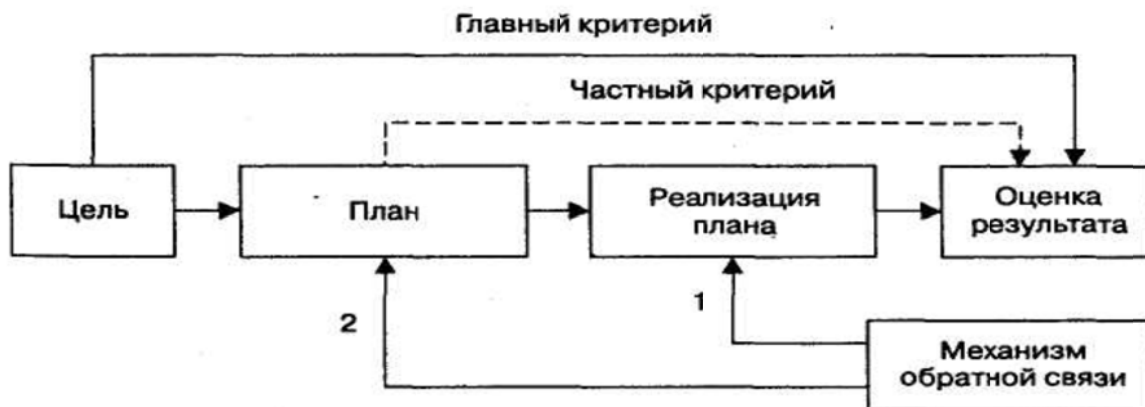 Главный критерий
Частный критерий
Цель
План
Реализация
плана
Оценка
результата
1
2
Механизм
обратной связи